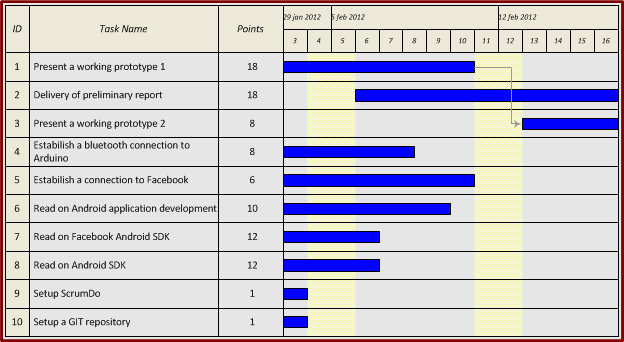 ID Task Name Points 29 jan 2012 5 feb 2012 12 feb 2012
3 4 5 6 7 8 9 10 11 12 13 14 15 16
1 Present a working prototype 1 18
2 Delivery of preliminary report 18
3 Present a working prototype 2 8
4 Estabilish a bluetooth connection to
Arduino 8
5 Estabilish a connection to Facebook 6
6 Read on Android application development 10
7 Read on Facebook Android SDK 12
8 Read on Android SDK 12
9 Setup ScrumDo 1
10 Setup a GIT repository 1